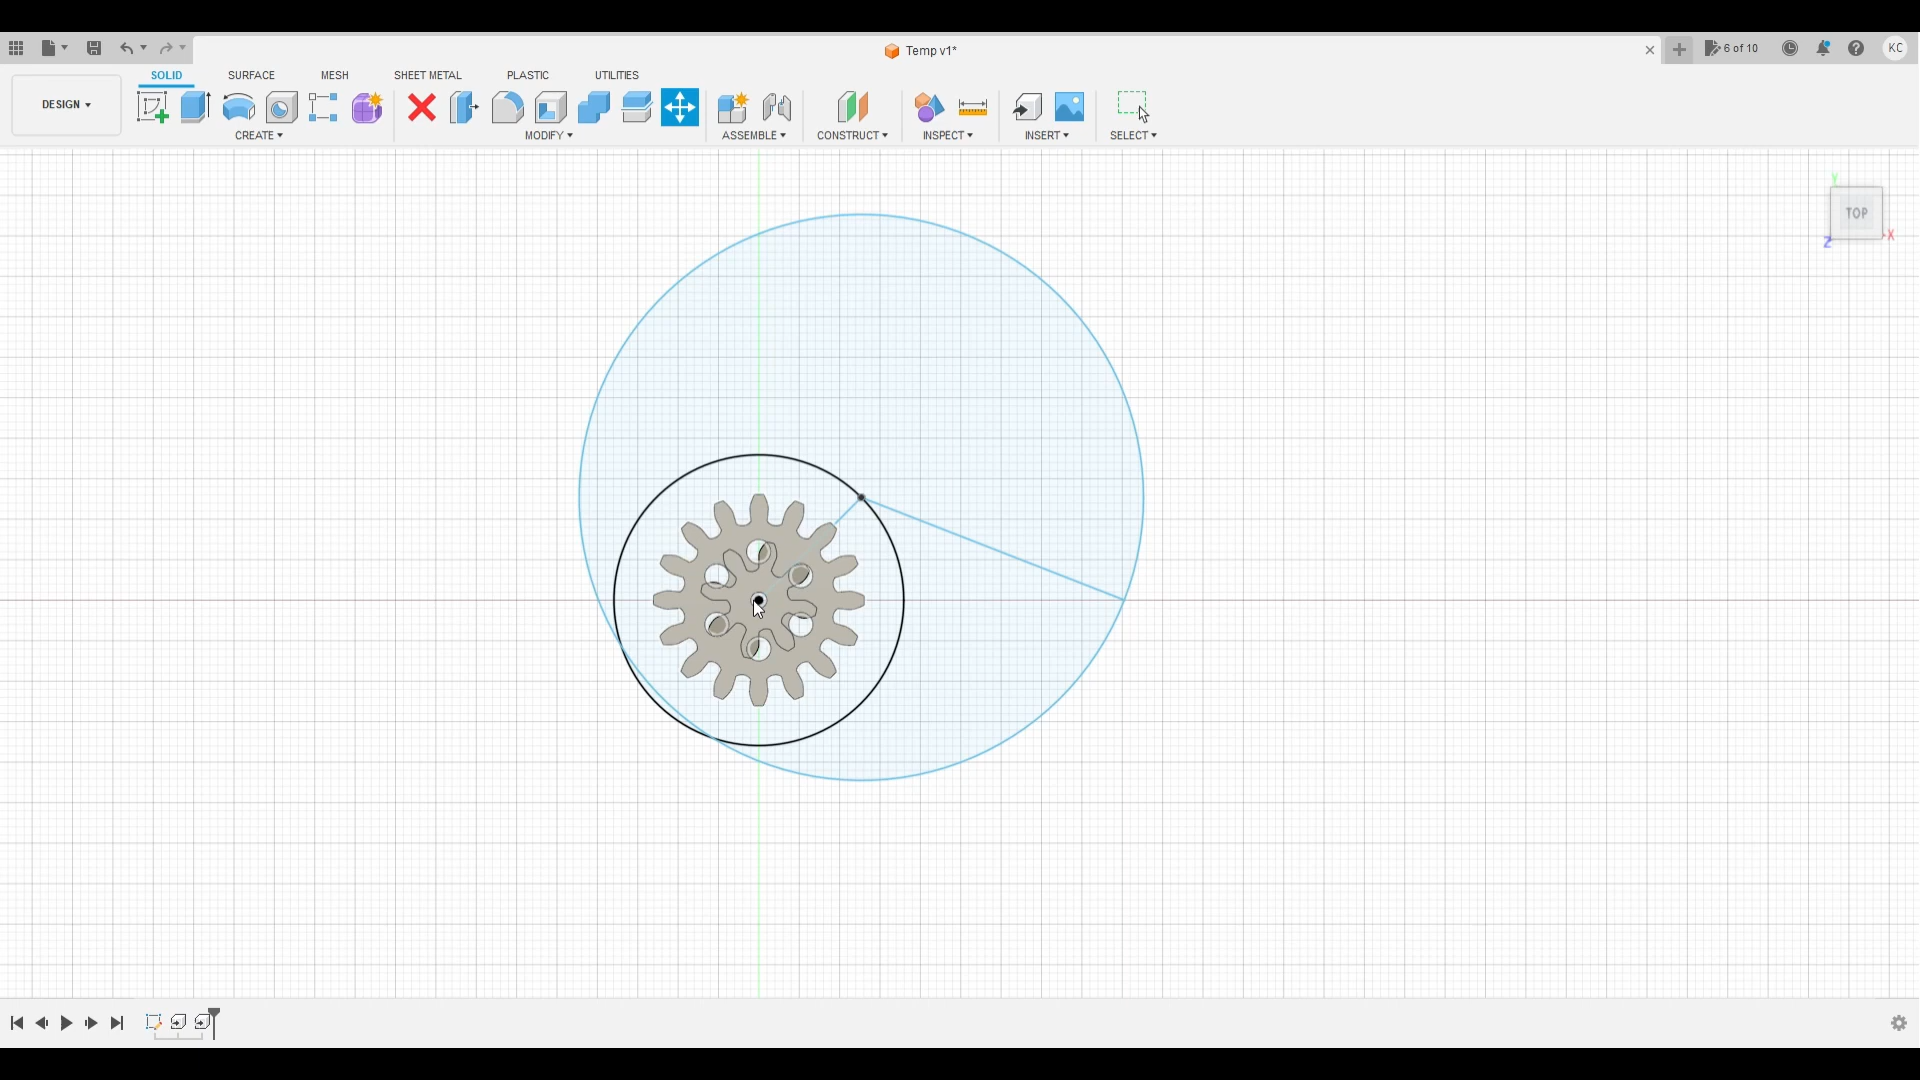 Temp v1*
6 of 10
KC
SOLID
SURFACE
MESH
SHEET METAL
PLASTIC
UTILITIES
DESIGN
CREATE
MODIFY
ASSEMBLE
CONSTRUCT
INSPECT
INSERT
SELECT
Y
TOP
X
Z